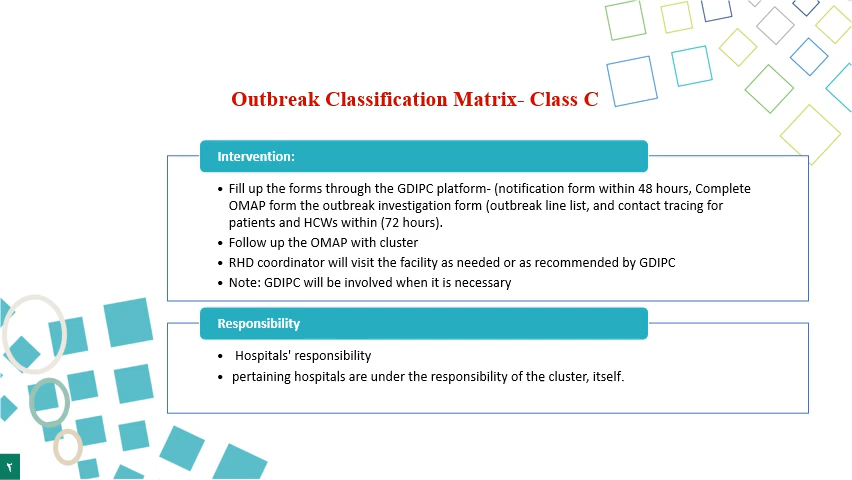 Outbreak Classification Matrix- Class C
Intervention:
• Fill up the forms through the GDIPC platform- (notification form within 48 hours, Complete
OMAP form the outbreak investigation form (outbreak line list, and contact tracing for
patients and HCWs within (72 hours).
• Follow up the OMAP with cluster
• RHD coordinator will visit the facility as needed or as recommended by GDIPC
• Note: GDIPC will be involved when it is necessary
Responsibility
• Hospitals' responsibility
• pertaining hospitals are under the responsibility of the cluster, itself.
٢